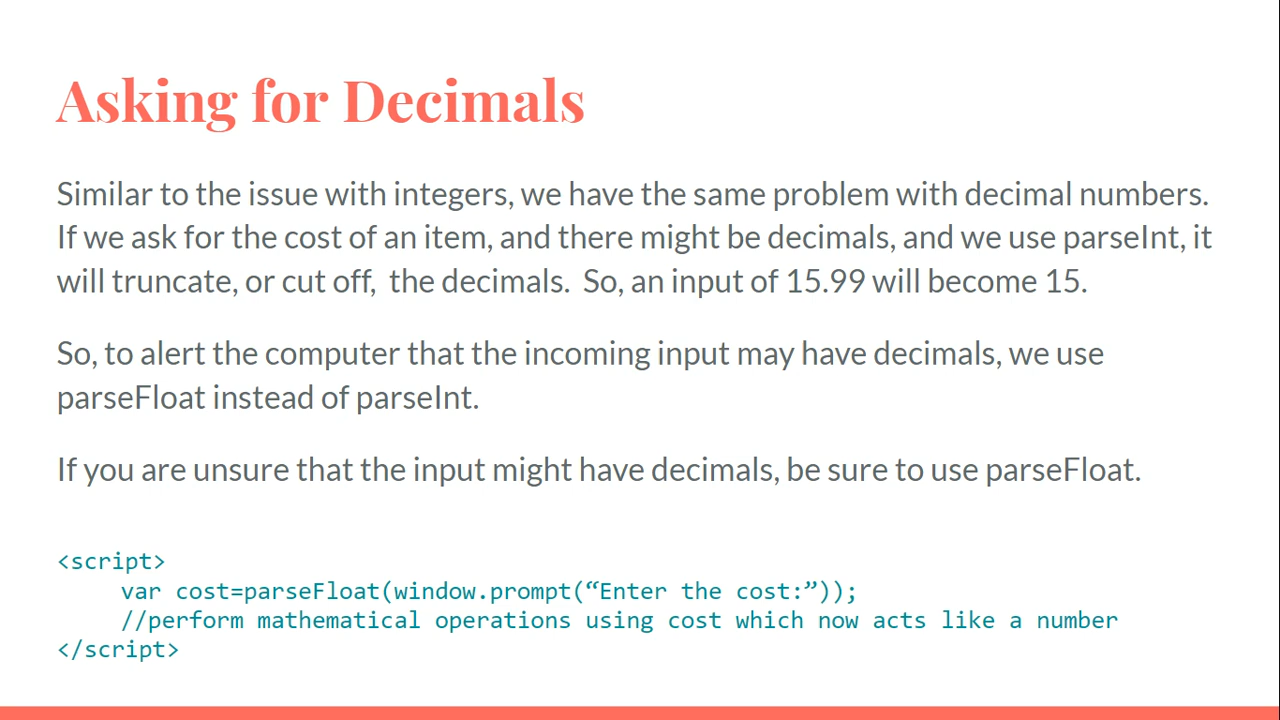 Asking for Decimals
Similar to the issue with integers, we have the same problem with decimal numbers.
If we ask for the cost of an item, and there might be decimals, and we use parseInt, it
will truncate, or cut off,  the decimals.  So, an input of 15.99 will become 15.
So, to alert the computer that the incoming input may have decimals, we use
parseFloat instead of parseInt.
If you are unsure that the input might have decimals, be sure to use parseFloat.
<script>
var cost=parseFloat(window.prompt(“Enter the cost:”));
//perform mathematical operations using cost which now acts like a number
</script>